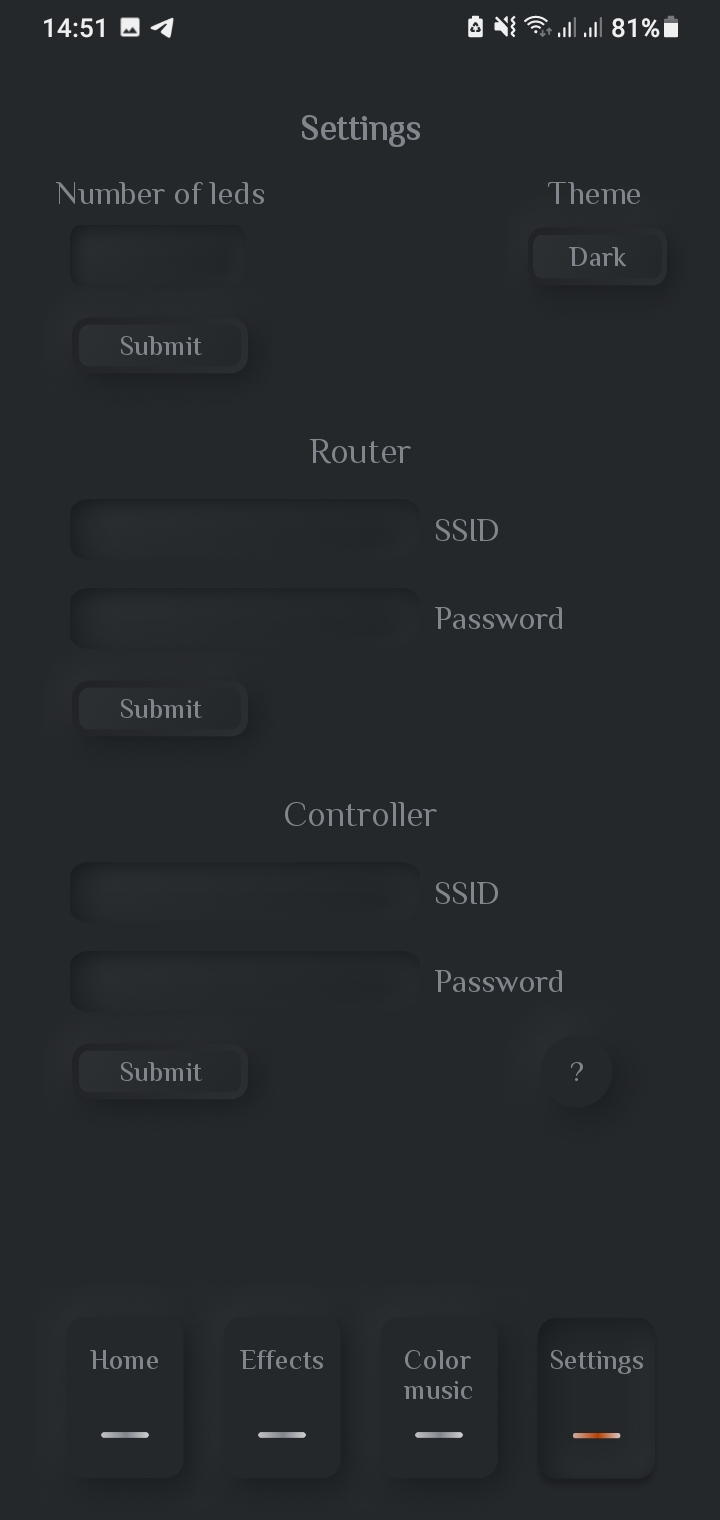 14:51 81%
Settings
Number of leds Theme
Dark
Submit
Router
SSID
Password
Submit
Controller
SSID
Password
Submit ?
Home Effects Color music Settings